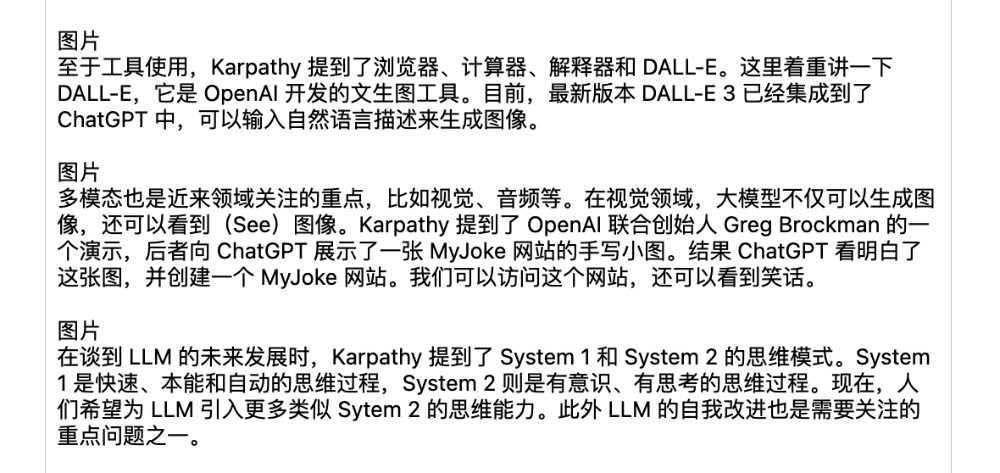 图片
至于工具使用，Karpathy 提到了浏览器、计算器、解释器和 DALL-E。这里着重讲一下
DALL-E，它是 OpenAI 开发的文生图工具。目前，最新版本 DALL-E 3 已经集成到了
ChatGPT 中，可以输入自然语言描述来生成图像。
图片
多模态也是近来领域关注的重点，比如视觉、音频等。在视觉领域，大模型不仅可以生成图
像，还可以看到（See）图像。Karpathy 提到了 OpenAI 联合创始人 Greg Brockman 的一
个演示，后者向 ChatGPT 展示了一张 MyJoke 网站的手写小图。结果 ChatGPT 看明白了
这张图，并创建一个 MyJoke 网站。我们可以访问这个网站，还可以看到笑话。
图片
在谈到 LLM 的未来发展时，Karpathy 提到了 System 1 和 System 2 的思维模式。System
1 是快速、本能和自动的思维过程，System 2 则是有意识、有思考的思维过程。现在，人
们希望为 LLM 引入更多类似 Sytem 2 的思维能力。此外 LLM 的自我改进也是需要关注的
重点问题之一。